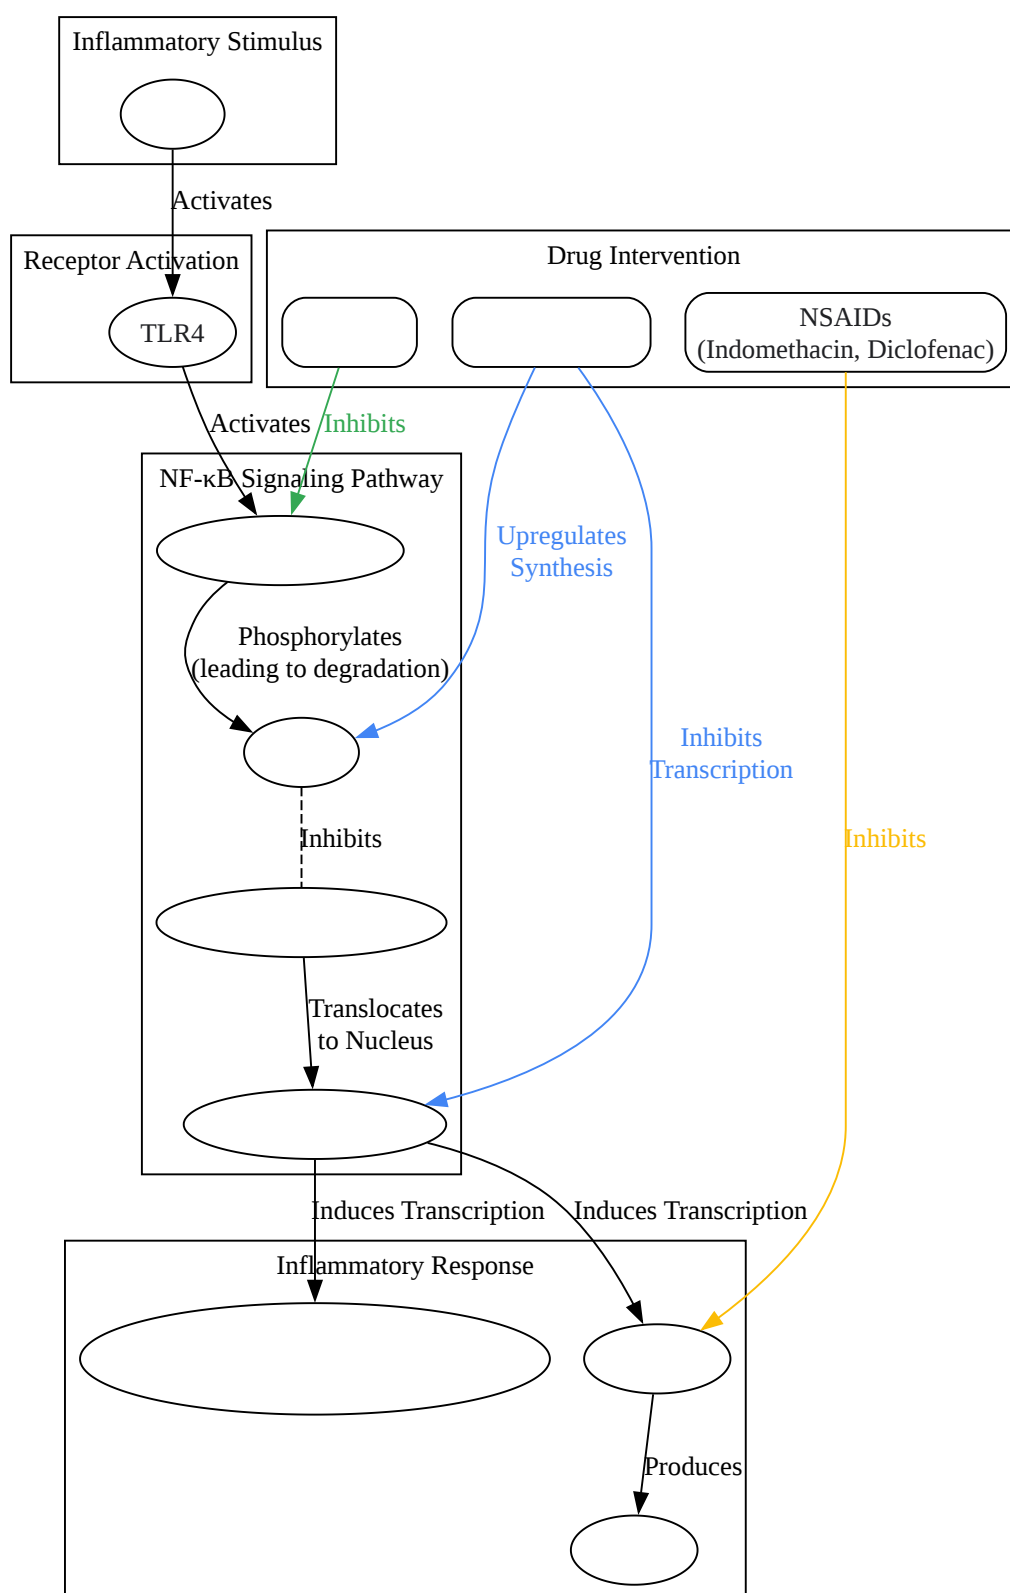 Inflammatory Stimulus
Activates
Receptor Activation
TLR4
Drug Intervention
NSAIDs
(Indomethacin, Diclofenac)
Activates
Inhibits
NF-κB Signaling Pathway
Upregulates
Synthesis
Phosphorylates
(leading to degradation)
Inhibits
Transcription
Inhibits
Inhibits
Translocates
to Nucleus
Induces Transcription
Induces Transcription
Inflammatory Response
Produces